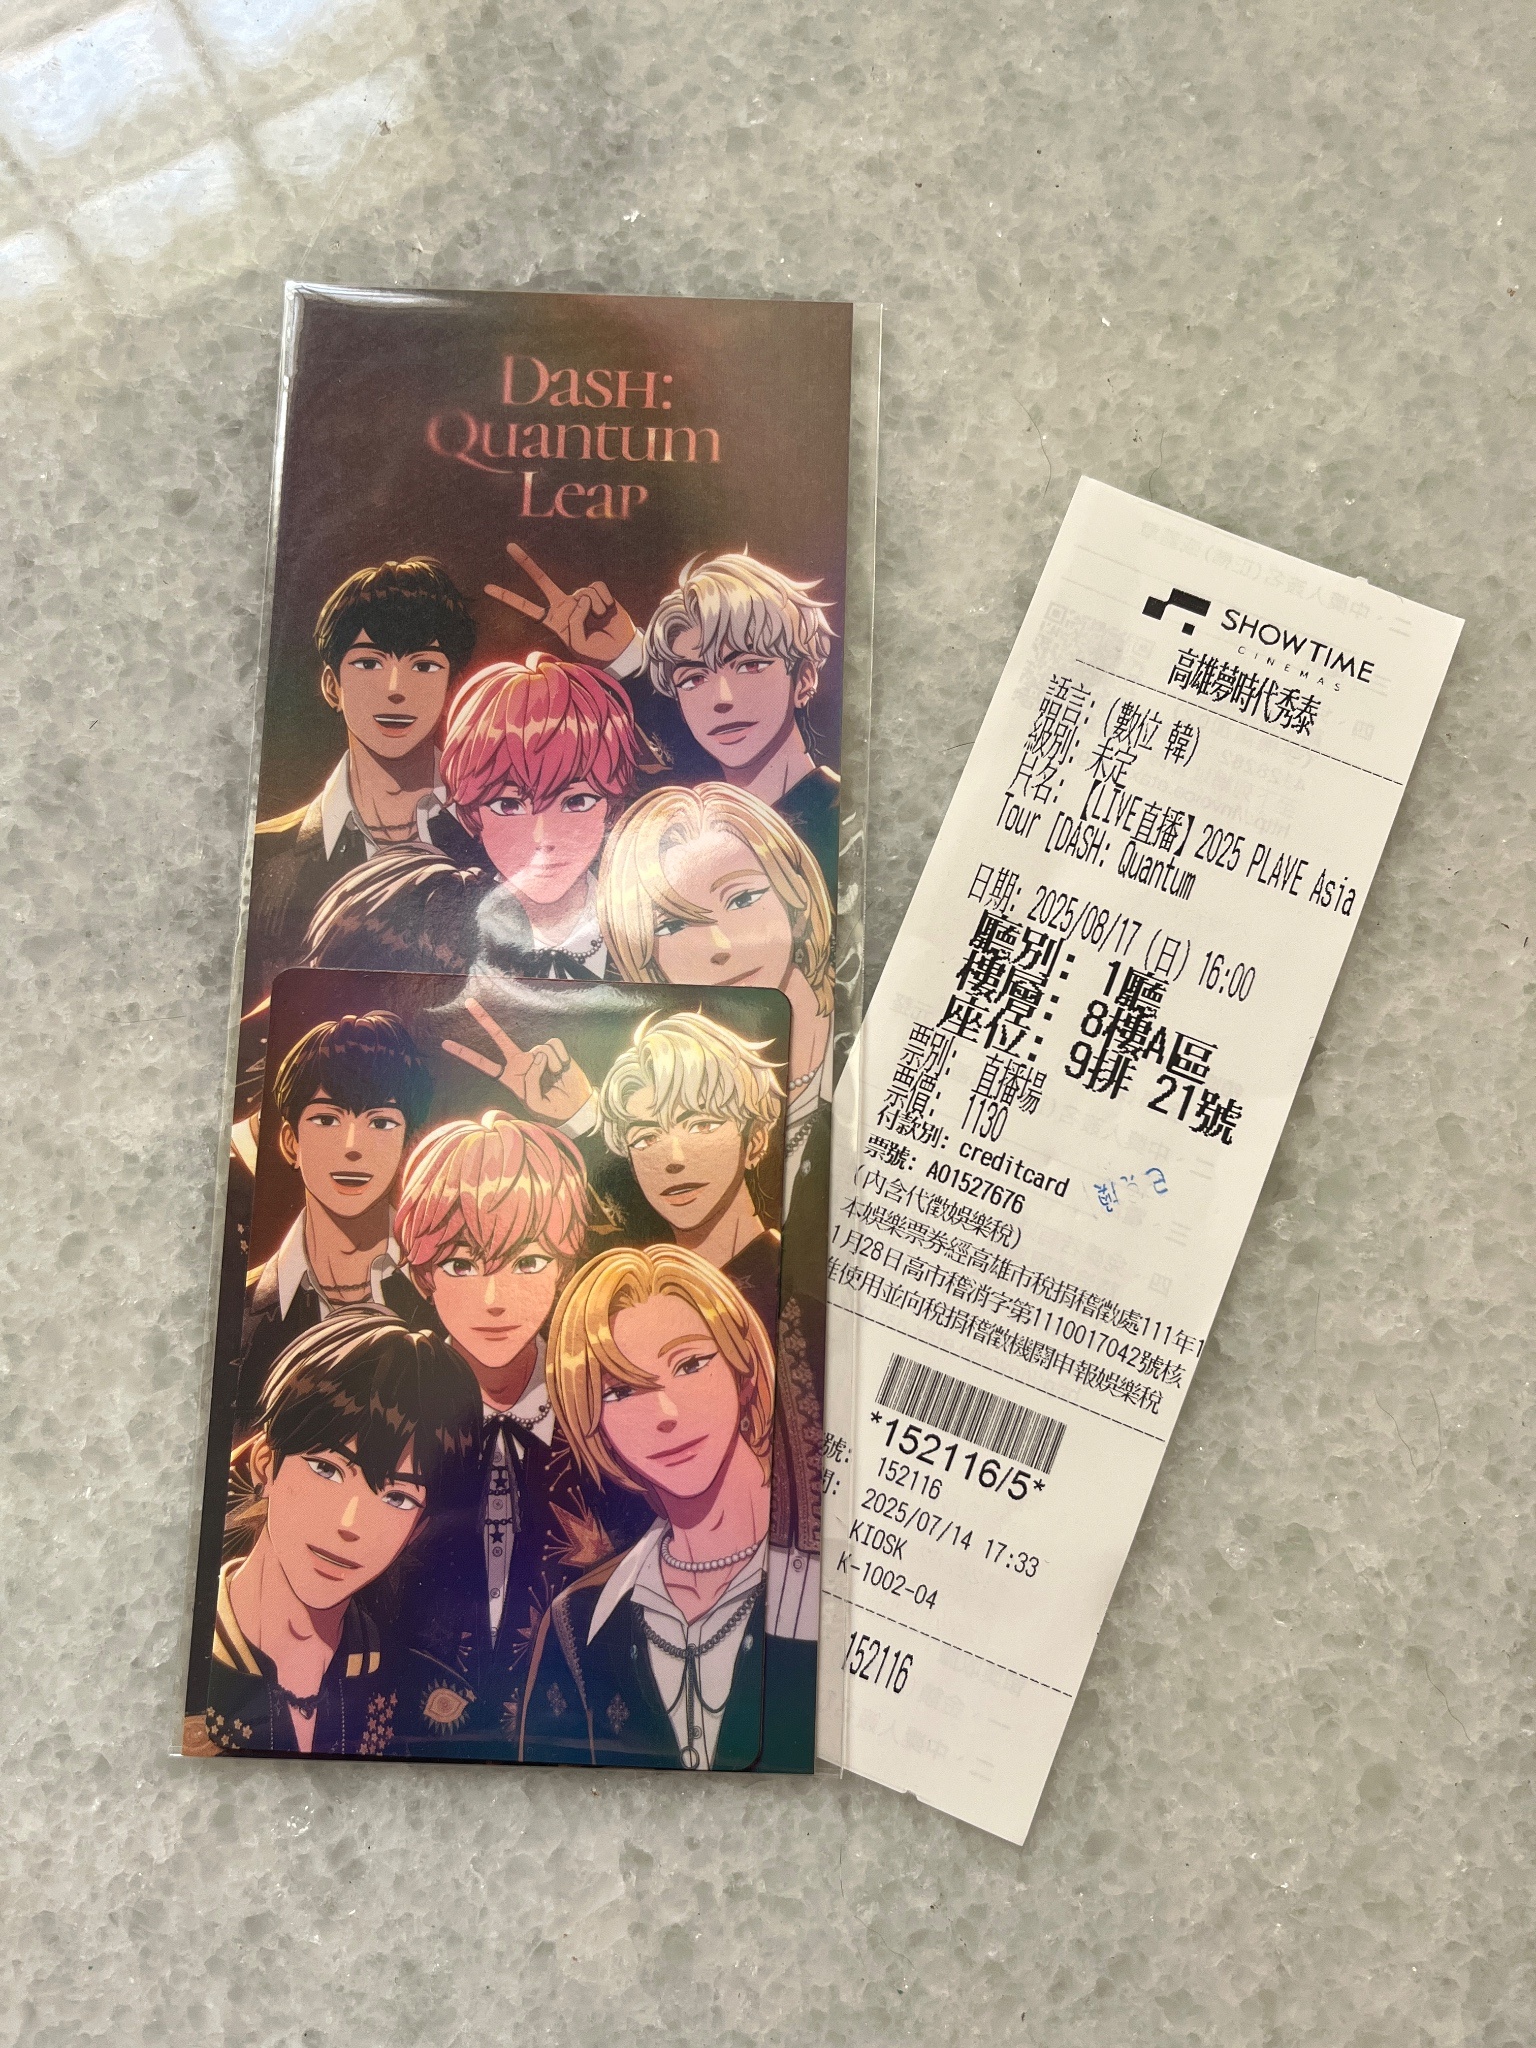 Dash:
Quantum
Leap
SHOWTIME
CINEMAS
高雄夢時代秀泰
語言: (數位 韓)
級別: 未定
片名: 【LIVE直播】2025 PLAVE Asia
Tour [DASH: Quantum
日期: 2025/08/17 (日) 16:00
廳別: 1廳
樓層: 8樓A區
座位: 9排 21號
票別: 直播場
票價: 1130
付款別: creditcard
票號: A01527676
(內含代徵娛樂稅)
本娛樂票券經高雄市稅捐稽徵處111年1
1月28日高市稽消字第1110017042號核
准使用並向稅捐稽徵機關申報娛樂稅
*152116/5*
號: 152116
間: 2025/07/14 17:33
KIOSK
K-1002-04
152116